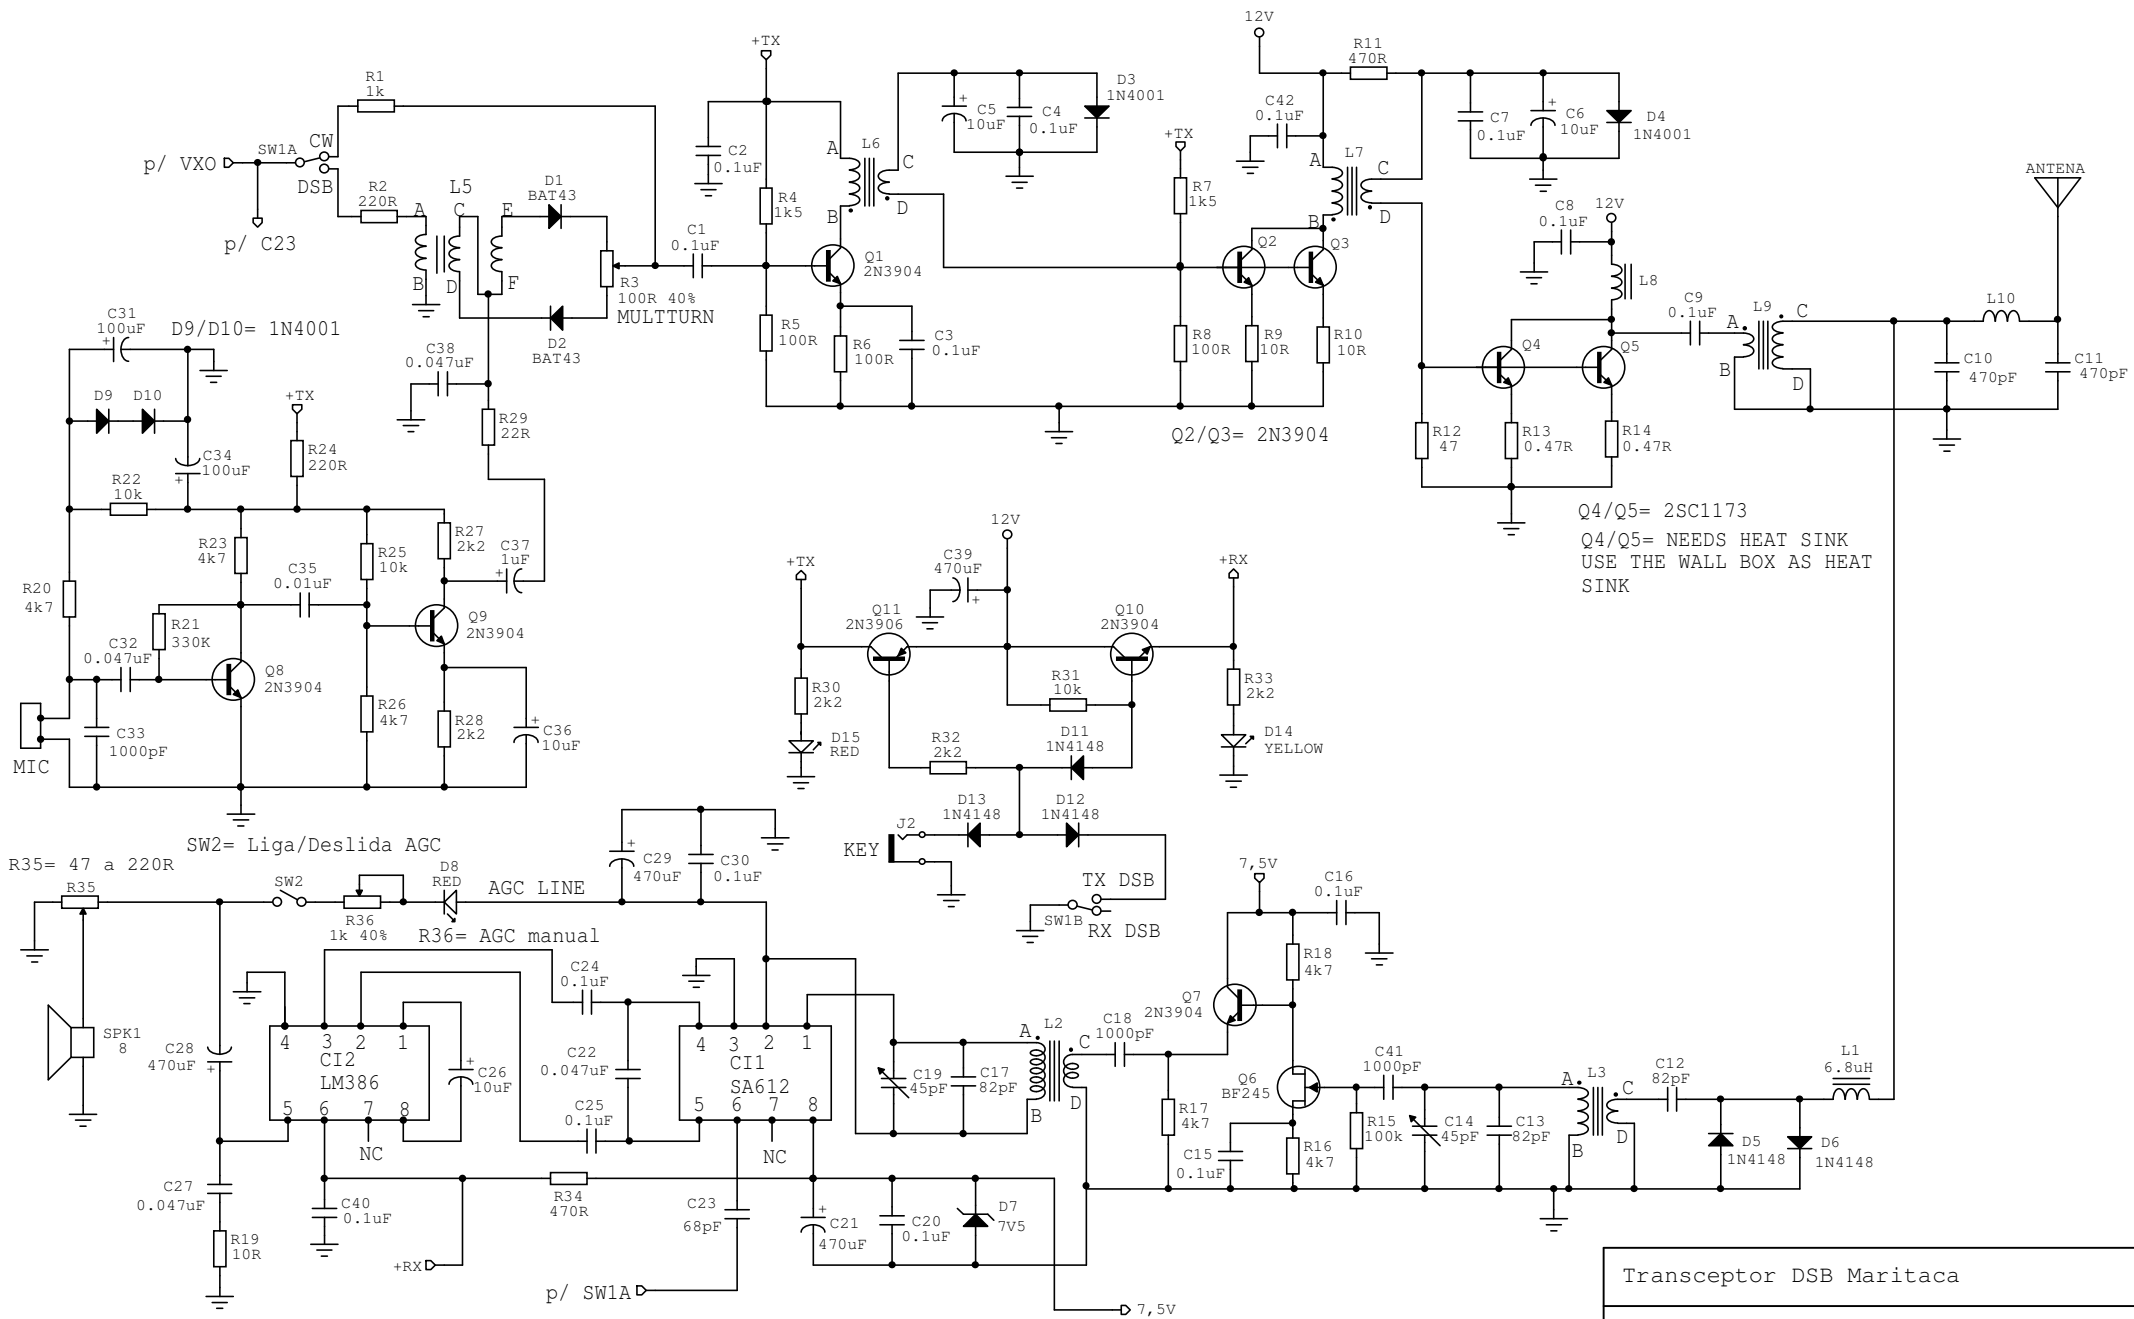 12V
+TX
R11
470R
R1
1k
C42
0.1uF
D3
1N4001
C5
10uF
C4
0.1uF
C7
0.1uF
C6
10uF
D4
1N4001
CW
SW1A
p/ VXO
DSB
p/ C23
R2
220R
L5
A
C
E
B
D
F
D1
BAT43
D2
BAT43
R3
100R 40%
MULTTURN
C1
0.1uF
C2
0.1uF
R4
1k5
A
L6
C
B
D
Q1
2N3904
R5
100R
R6
100R
C3
0.1uF
+TX
R7
1k5
A
L7
C
B
D
Q2
Q3
R8
100R
R9
10R
R10
10R
Q2/Q3= 2N3904
C8
0.1uF
12V
L8
ANTENA
C9
0.1uF
A
L9
C
B
D
L10
C10
470pF
C11
470pF
Q4
Q5
R12
47
R13
0.47R
R14
0.47R
Q4/Q5= 2SC1173
Q4/Q5= NEEDS HEAT SINK
USE THE WALL BOX AS HEAT
SINK
C31
100uF
D9/D10= 1N4001
D9
D10
+TX
C38
0.047uF
R29
22R
R24
220R
C34
100uF
R22
10k
R23
4k7
R25
10k
R27
2k2
C37
1uF
C35
0.01uF
R20
4k7
R21
330K
Q9
2N3904
C32
0.047uF
Q8
2N3904
R26
4k7
R28
2k2
C36
10uF
C33
1000pF
MIC
12V
+TX
C39
470uF
+RX
Q11
2N3906
Q10
2N3904
R30
2k2
R31
10k
R33
2k2
D15
RED
R32
2k2
D11
1N4148
D14
YELLOW
D13
1N4148
D12
1N4148
J2
KEY
TX DSB
SW1B
RX DSB
SW2= Liga/Deslida AGC
R35= 47 a 220R
R35
SW2
D8
RED
AGC LINE
C29
470uF
C30
0.1uF
R36
1k 40%
R36= AGC manual
7,5V
C16
0.1uF
R18
4k7
C24
0.1uF
SPK1
8
C28
470uF
4
3
2
1
CI2
LM386
5
6
7
8
NC
C26
10uF
C22
0.047uF
C25
0.1uF
4
3
2
1
CI1
SA612
5
6
7
8
NC
C19
45pF
C17
82pF
A
L2
C
B
D
C18
1000pF
Q7
2N3904
R17
4k7
Q6
BF245
C41
1000pF
C15
0.1uF
R16
4k7
R15
100k
C14
45pF
C13
82pF
A
L3
C
B
D
C12
82pF
L1
6.8uH
D5
1N4148
D6
1N4148
C27
0.047uF
R19
10R
C40
0.1uF
R34
470R
C23
68pF
C21
470uF
C20
0.1uF
D7
7V5
+RX
p/ SW1A
7,5V
Transceptor DSB Maritaca